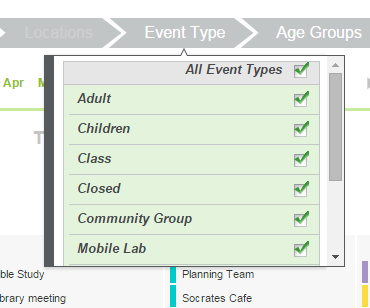 Locations Event Type Age Groups
All Event Types
Apr
Adult
Children
Class
Closed
Community Group
Mobile Lab
ble Study Planning Team
brary meeting Socrates Cafe